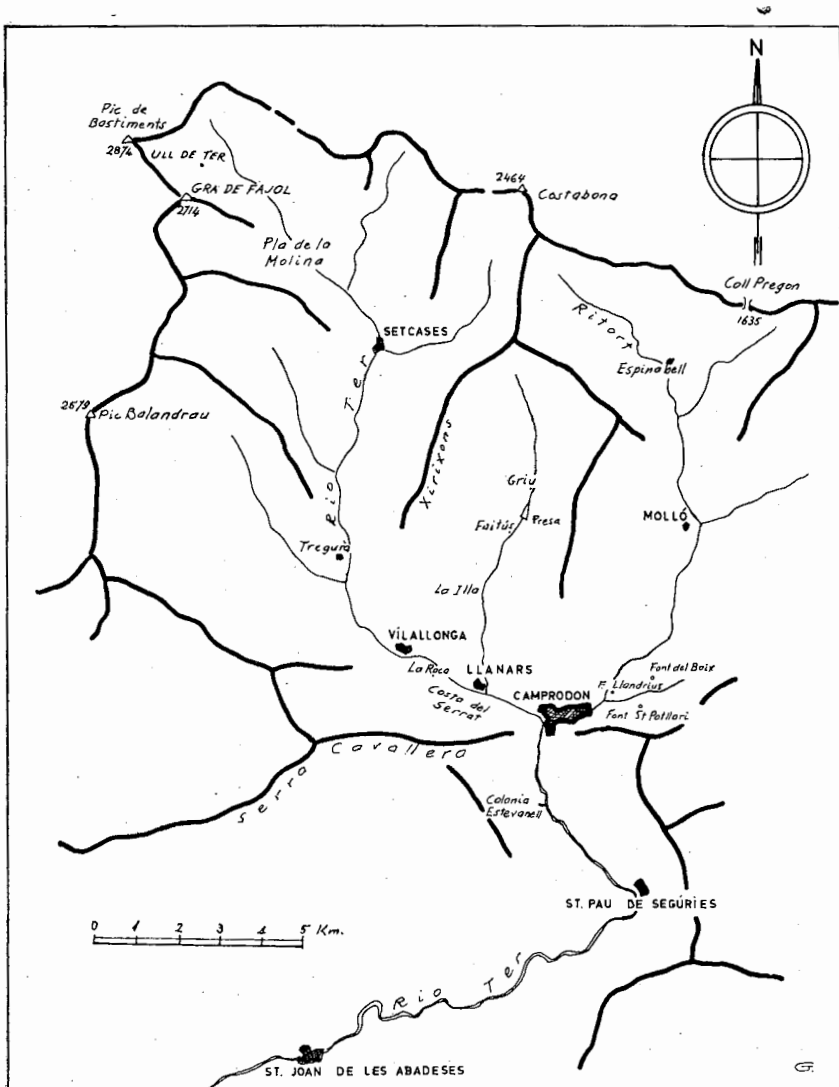 N
Pic de
Bastiments
2874
ULL DE TER
GRA DE FAJOL
2714
2464
Costabona
Pla de la
Molina
Coll Pregon
1635
Ritort
SETCASES
Espinabell
Pic Balandrau
Rio Ter
Xirixons
Griu
Faitús
Presa
MOLLÓ
Tregurà
La Illa
VILALLONGA
La Roca
LLANARS
Costa del
Serrat
CAMPRODON
Font del Boix
F. Llandrius
Font St Patllari
Serra Cavallera
Colonia
Estevanell
ST. PAU DE SEGÚRIES
0 1 2 3 4 5 Km.
Rio Ter
ST. JOAN DE LES ABADESES
G.